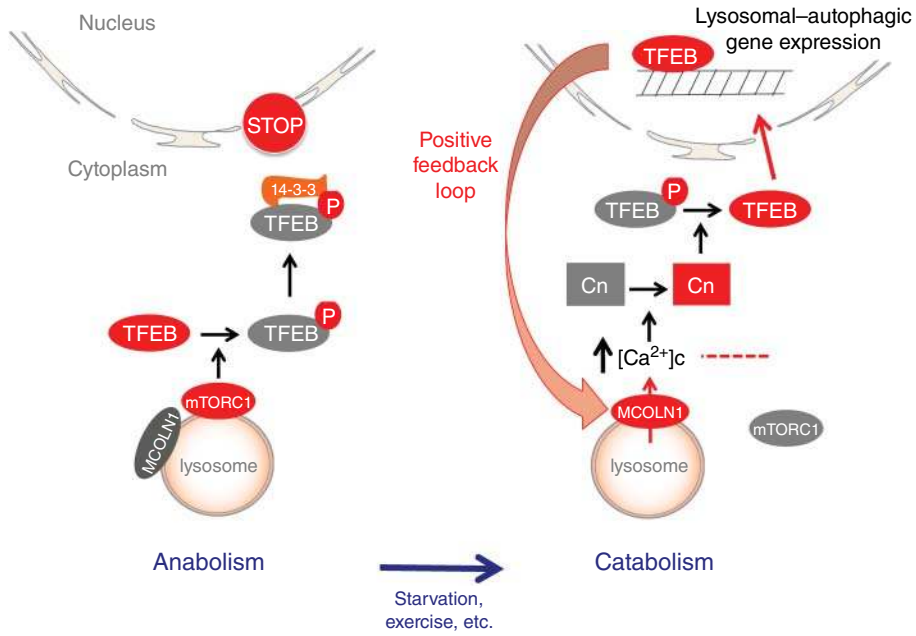 Nucleus
STOP
Cytoplasm
14-3-3
P
TFEB
P
TFEB
TFEB
mTORC1
MCOLN1
lysosome
Anabolism
Starvation,
exercise, etc.
Lysosomal–autophagic
gene expression
TFEB
Positive
feedback
loop
P
TFEB
TFEB
Cn
Cn
[Ca²⁺]c
MCOLN1
mTORC1
lysosome
Catabolism